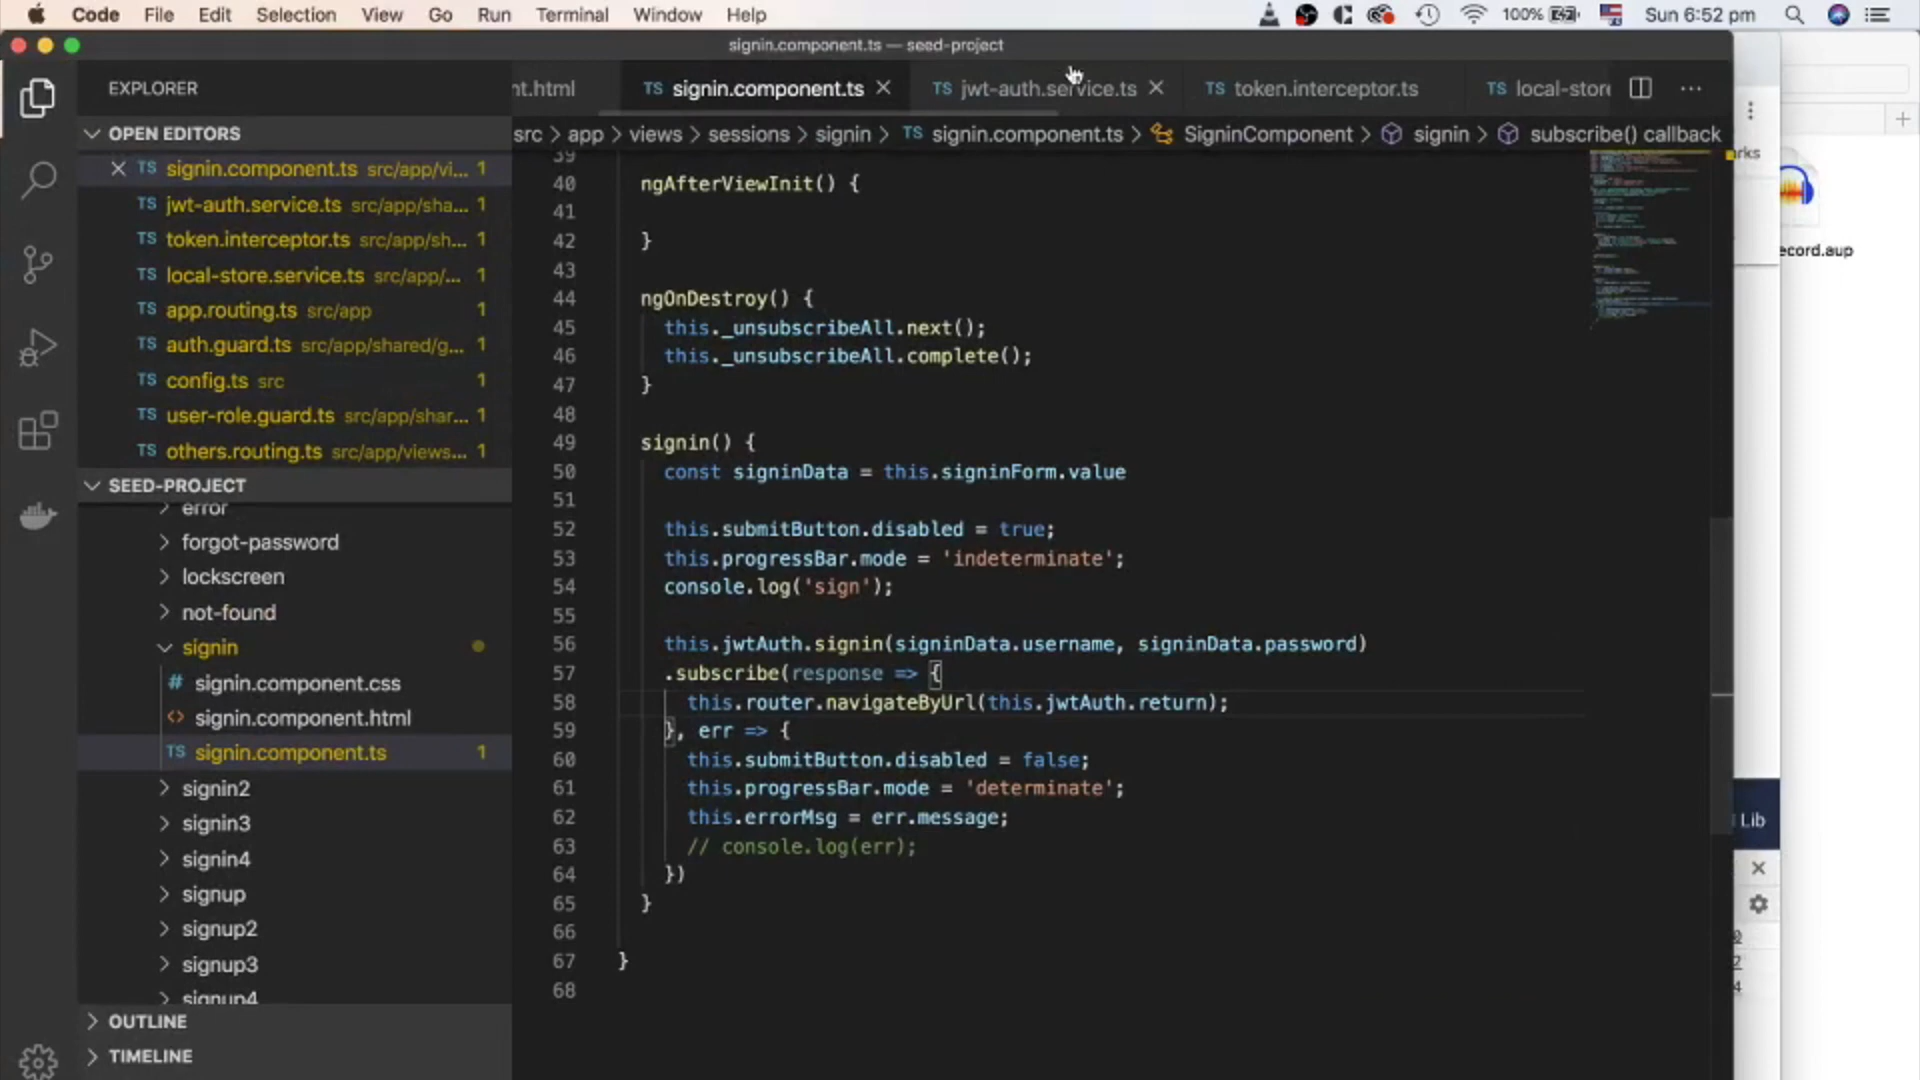 Code File Edit Selection View Go Run Terminal Window Help 100% Sun 6:52 pm
signin.component.ts — seed-project
EXPLORER
nt.html TS signin.component.ts TS jwt-auth.service.ts TS token.interceptor.ts TS local-store
src > app > views > sessions > signin > TS signin.component.ts > SigninComponent > signin > subscribe() callback
OPEN EDITORS
TS signin.component.ts src/app/vi... 1
TS jwt-auth.service.ts src/app/sha... 1
TS token.interceptor.ts src/app/sh... 1
TS local-store.service.ts src/app/... 1
TS app.routing.ts src/app
TS auth.guard.ts src/app/shared/g... 1
TS config.ts src
TS user-role.guard.ts src/app/shar... 1
TS others.routing.ts src/app/views... 1
SEED-PROJECT
error
forgot-password
lockscreen
not-found
signin
# signin.component.css
<> signin.component.html
TS signin.component.ts 1
signin2
signin3
signin4
signup
signup2
signup3
signup4
OUTLINE
TIMELINE
39
40 ngAfterViewInit() {
41
42 }
43
44 ngOnDestroy() {
45 this._unsubscribeAll.next();
46 this._unsubscribeAll.complete();
47 }
48
49 signin() {
50 const signinData = this.signinForm.value
51
52 this.submitButton.disabled = true;
53 this.progressBar.mode = 'indeterminate';
54 console.log('sign');
55
56 this.jwtAuth.signin(signinData.username, signinData.password)
57 .subscribe(response => {
58 this.router.navigateByUrl(this.jwtAuth.return);
59 }, err => {
60 this.submitButton.disabled = false;
61 this.progressBar.mode = 'determinate';
62 this.errorMsg = err.message;
63 // console.log(err);
64 })
65 }
66
67 }
68
rks
ecord.aup
Lib
2
4